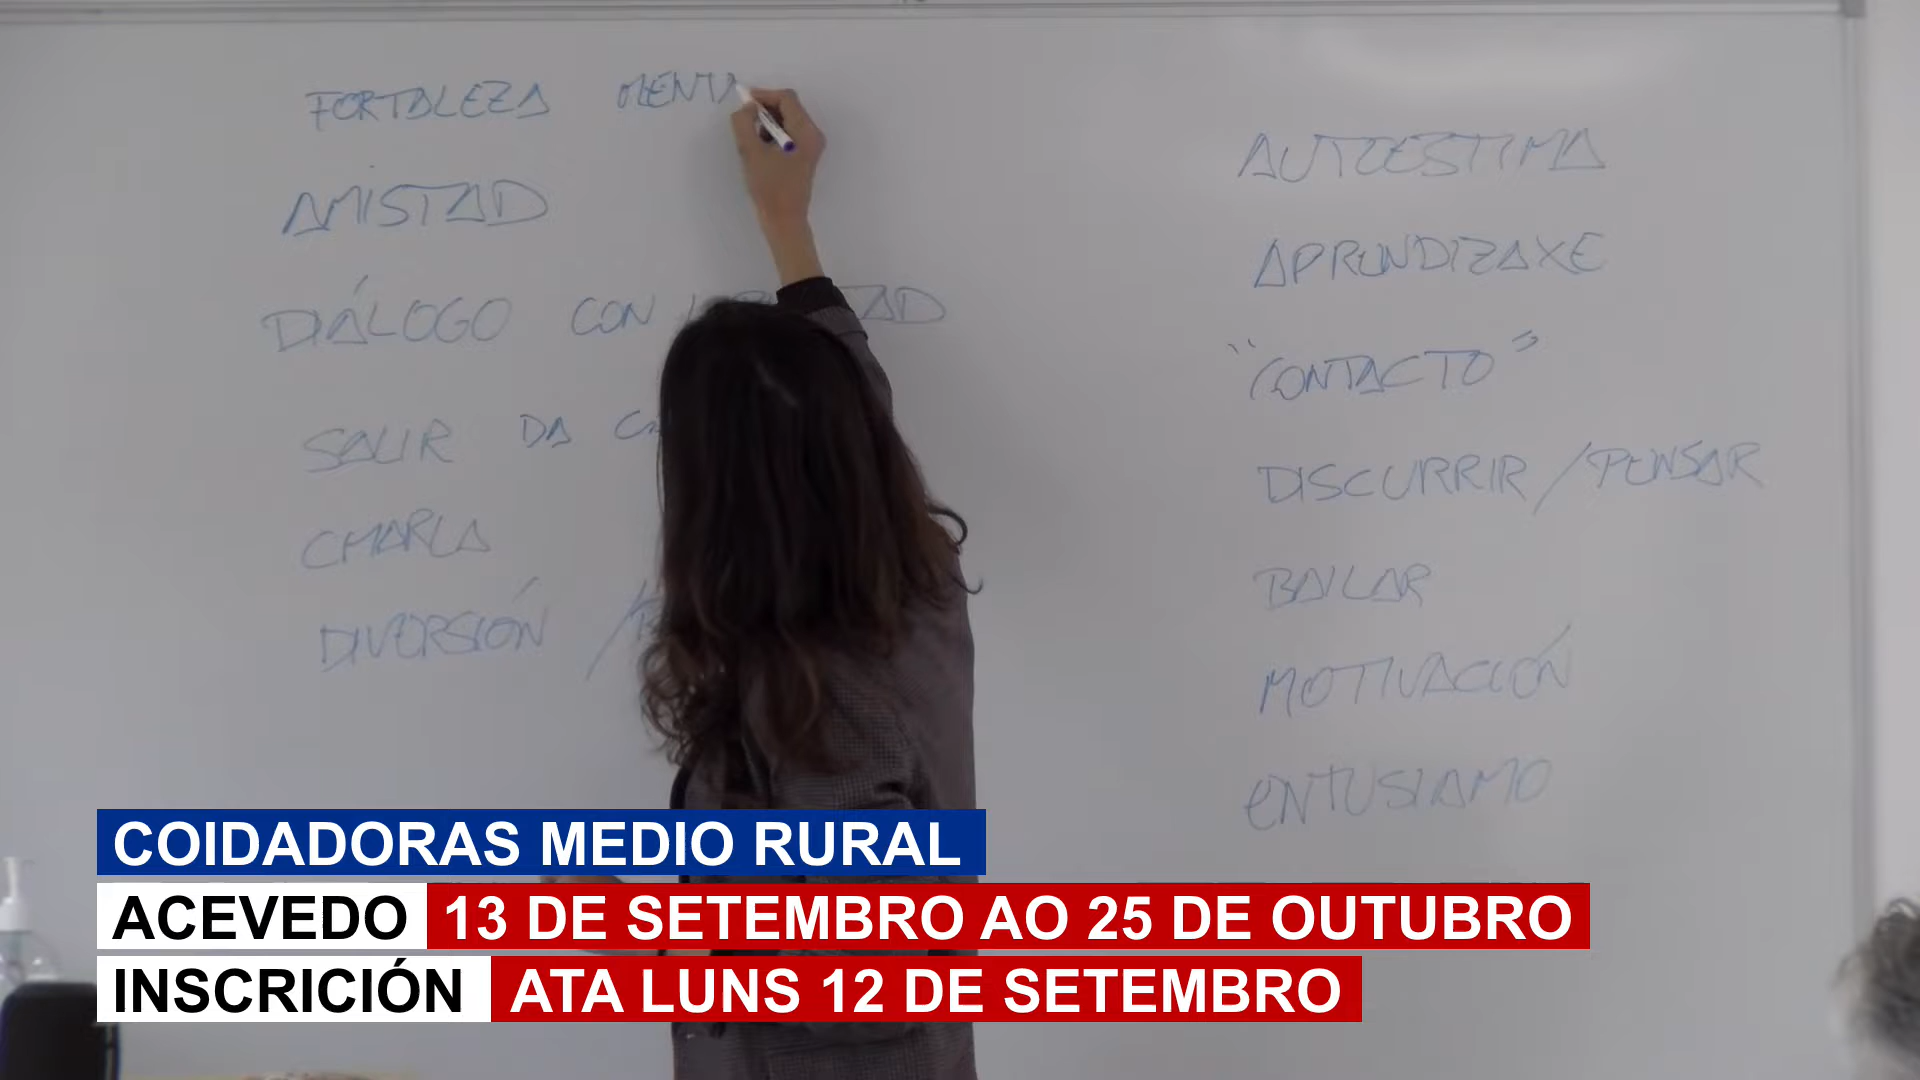 FORTALEZA
AMISTAD
DIÁLOGO CON
SALIR DA
CHARLA
DIVERSIÓN /
AUTOESTIMA
APRENDIZAXE
"CONTACTO"
DISCURRIR / PENSAR
BAILAR
MOTIVACIÓN
ENTUSIAMO
COIDADORAS MEDIO RURAL
ACEVEDO 13 DE SETEMBRO AO 25 DE OUTUBRO
INSCRICIÓN ATA LUNS 12 DE SETEMBRO